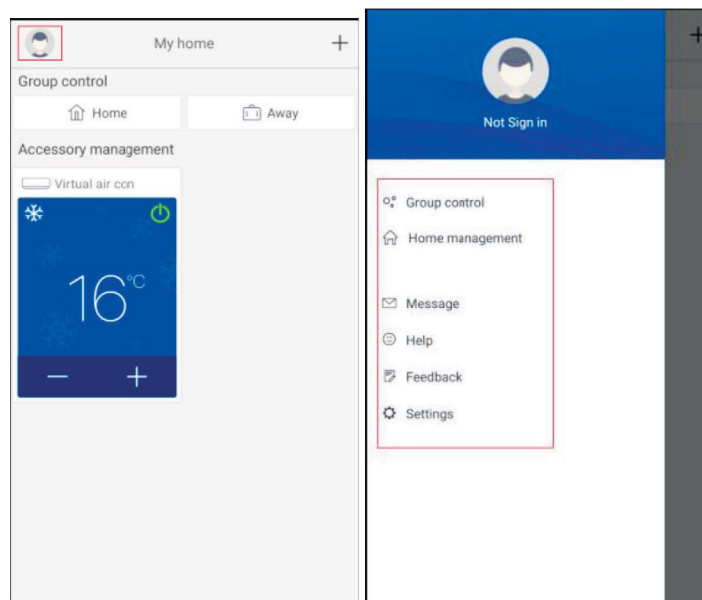 My home
Group control
Home
Away
Accessory management
Virtual air con
16°C
Not Sign in
Group control
Home management
Message
Help
Feedback
Settings